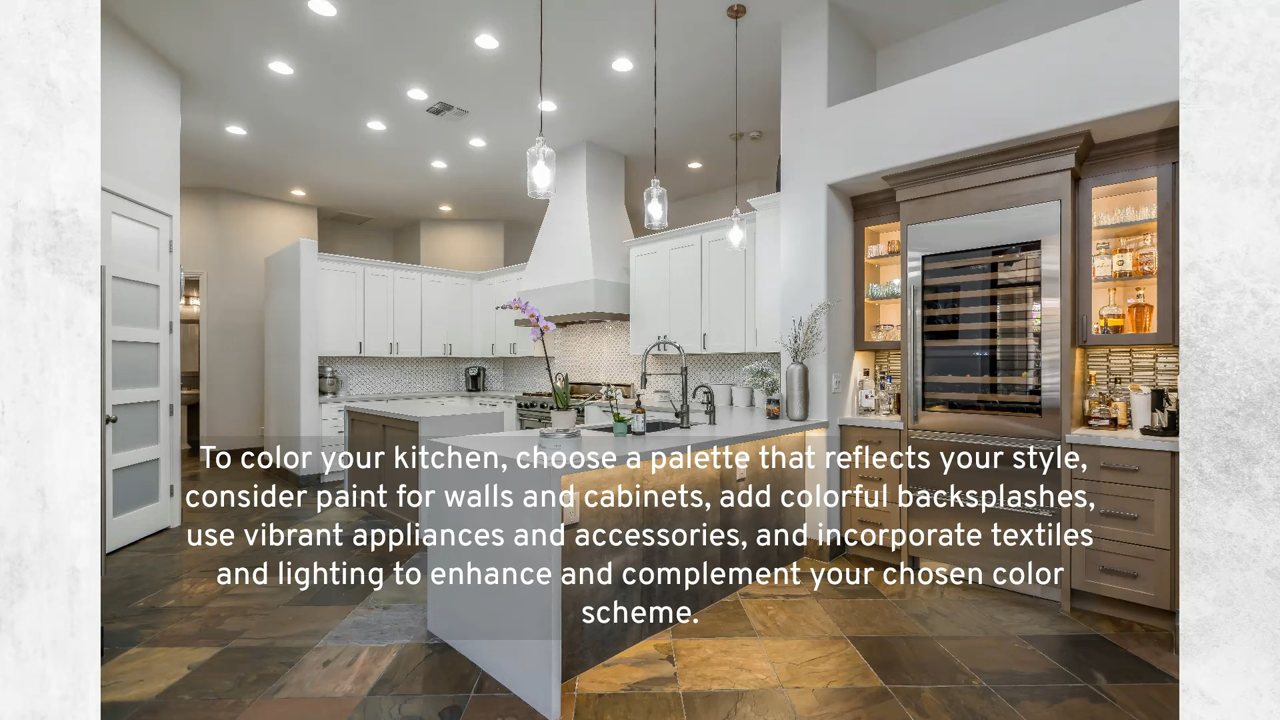 To color your kitchen, choose a palette that reflects your style,
consider paint for walls and cabinets, add colorful backsplashes,
use vibrant appliances and accessories, and incorporate textiles
and lighting to enhance and complement your chosen color
scheme.